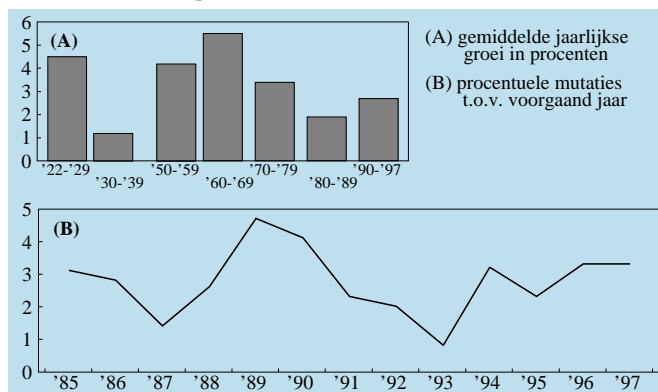 6
5
4
3
2
1
0
(A)
'22-'29
'30-'39
'50-'59
'60-'69
'70-'79
'80-'89
'90-'97
(A) gemiddelde jaarlijkse
groei in procenten
(B) procentuele mutaties
t.o.v. voorgaand jaar
5
4
3
2
1
0
(B)
'85 '86 '87 '88 '89 '90 '91 '92 '93 '94 '95 '96 '97